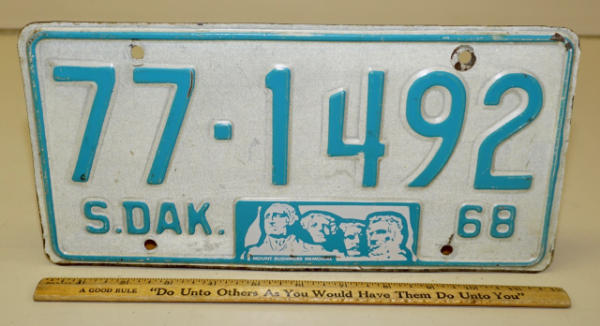 77·1492
S.DAK. 68
MOUNT RUSHMORE MEMORIAL
A GOOD RULE "Do Unto Others As You Would Have Them Do Unto You"